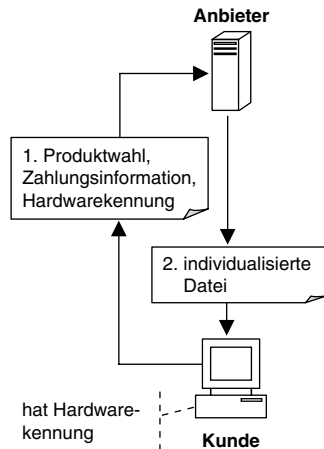 Anbieter
1. Produktwahl,
Zahlungsinformation,
Hardwarekennung
2. individualisierte
Datei
hat Hardware-
kennung
Kunde